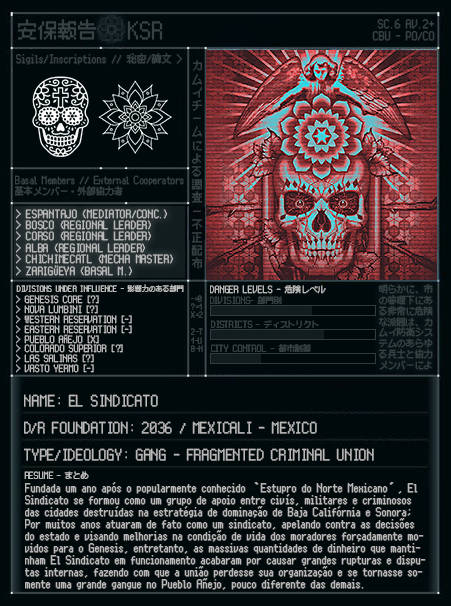 安保報告 KSR
SC.6 AV.2+
CBU - PD/CO
Sigils/Inscriptions // 秘密/碑文 >
カムイチームによる調査 - 不正配布
Basal Members // External Cooperators
基本メンバー・外部協力者
> ESPANTAJO (MEDIATOR/CONC.)
> BOSCO (REGIONAL LEADER)
> CORSO (REGIONAL LEADER)
> ALBA (REGIONAL LEADER)
> CHICHIMECATL (MECHA MASTER)
> ZARIGÜEYA (BASAL M.)
DIVISIONS UNDER INFLUENCE - 影響力のある部門
> GENESIS CORE [?]
> NOVA LUMBINI [?]
> WESTERN RESERVATION [-]
> EASTERN RESERVATION [-]
> PUEBLO AÑEJO [X]
> COLORADO SUPERIOR [?]
> LAS SALINAS [?]
> VASTO YERMO [-]
DANGER LEVELS - 危険レベル
DIVISIONS- 部門別
DISTRICTS - ディストリクト
CITY CONTROL - 都市制御
NAME: EL SINDICATO
D/R FOUNDATION: 2036 / MEXICALI - MEXICO
TYPE/IDEOLOGY: GANG - FRAGMENTED CRIMINAL UNION
RESUME - まとめ
Fundada um ano após o popularmente conhecido `Estupro do Norte Mexicano´, El
Sindicato se formou como um grupo de apoio entre civis, militares e criminosos
das cidades destruídas na estratégia de dominação de Baja Califórnia e Sonora;
Por muitos anos atuaram de fato como um sindicato, apelando contra as decisões
do estado e visando melhorias na condição de vida dos moradores forçadamente mo-
vidos para o Genesis, entretanto, as massivas quantidades de dinheiro que manti-
nham El Sindicato em funcionamento acabaram por causar grandes rupturas e dispu-
tas internas, fazendo com que a união perdesse sua organização e se tornasse so-
mente uma grande gangue no Pueblo Añejo, pouco diferente das demais.